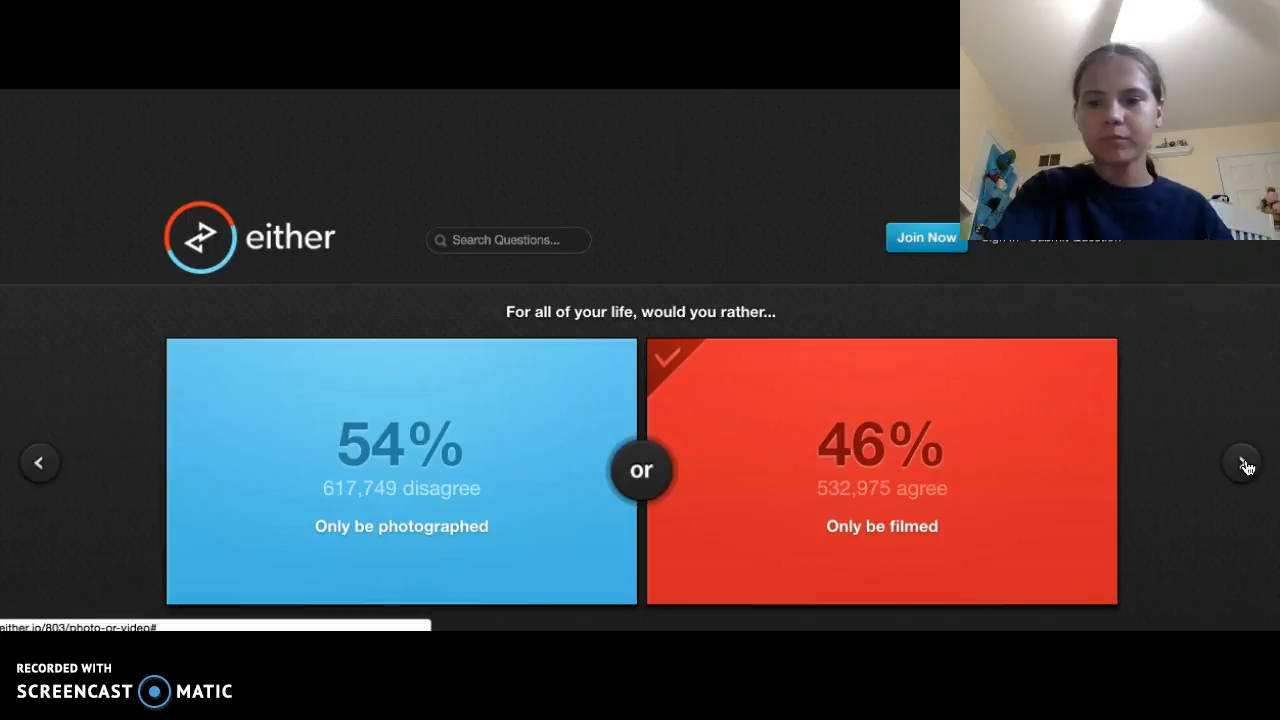 either
Search Questions...
Join Now
For all of your life, would you rather...
54%
617,749 disagree
Only be photographed
or
46%
532,975 agree
Only be filmed
either.io/803/photo-or-video#
RECORDED WITH
SCREENCAST MATIC